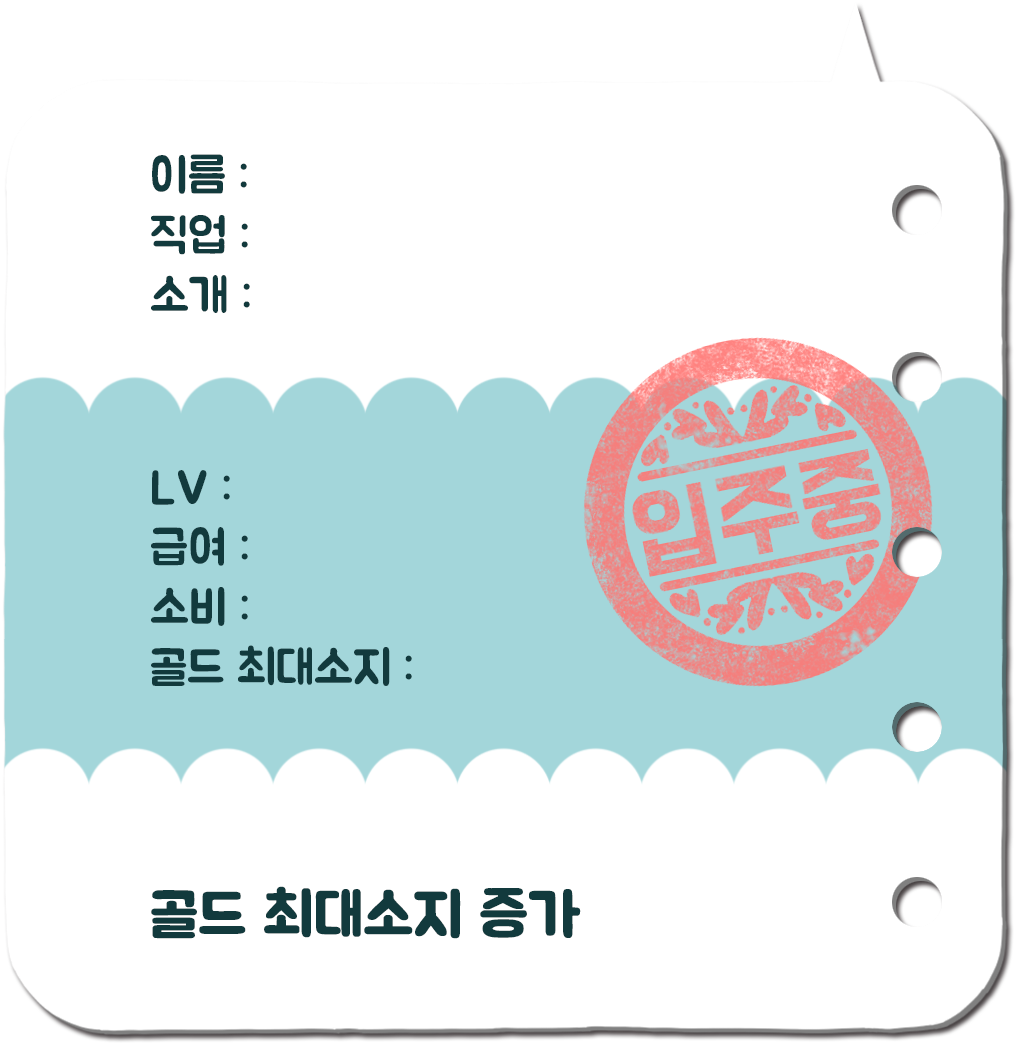 이름 :
직업 :
소개 :
입주중
LV :
급여 :
소비 :
골드 최대소지 :
골드 최대소지 증가